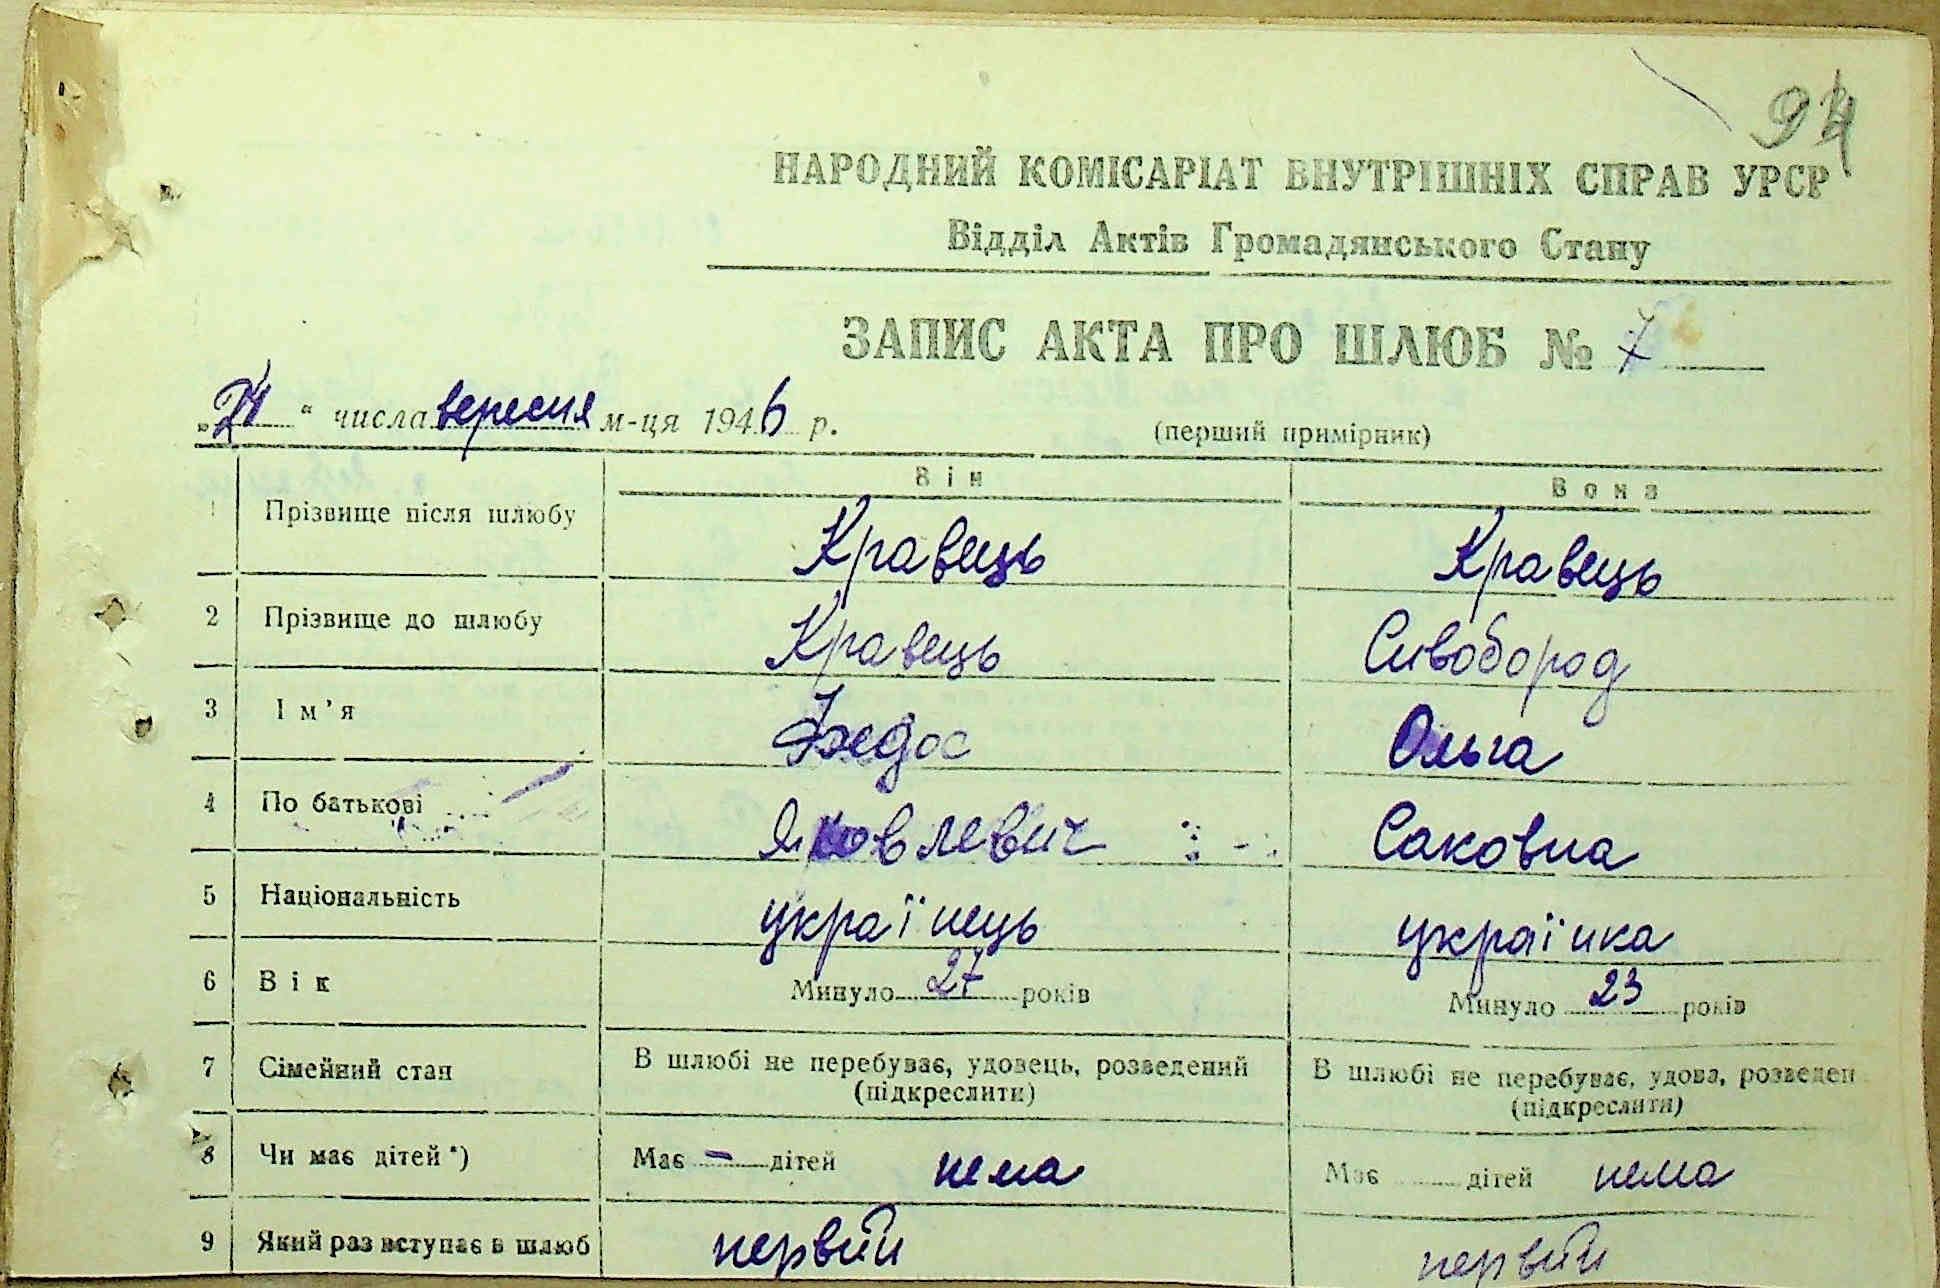 94
НАРОДНИЙ КОМІСАРІАТ ВНУТРІШНІХ СПРАВ УРСР
Відділ Актів Громадянського Стану
ЗАПИС АКТА ПРО ШЛЮБ № 7
„24“ числа вересня м-ця 1946 р. (перший примірник)
Він Вона
1 Прізвище після шлюбу Кравець Кравець
2 Прізвище до шлюбу Кравець Сивобород
3 Ім’я Федос Ольга
4 По батькові Яковлевич Саковна
5 Національність українець українка
6 Вік Минуло 27 років Минуло 23 років
7 Сімейний стан В шлюбі не перебуває, удовець, розведений В шлюбі не перебуває, удова, розведен
(підкреслити) (підкреслити)
8 Чи має дітей*) Має – дітей нема Має дітей нема
9 Який раз вступає в шлюб первий первий